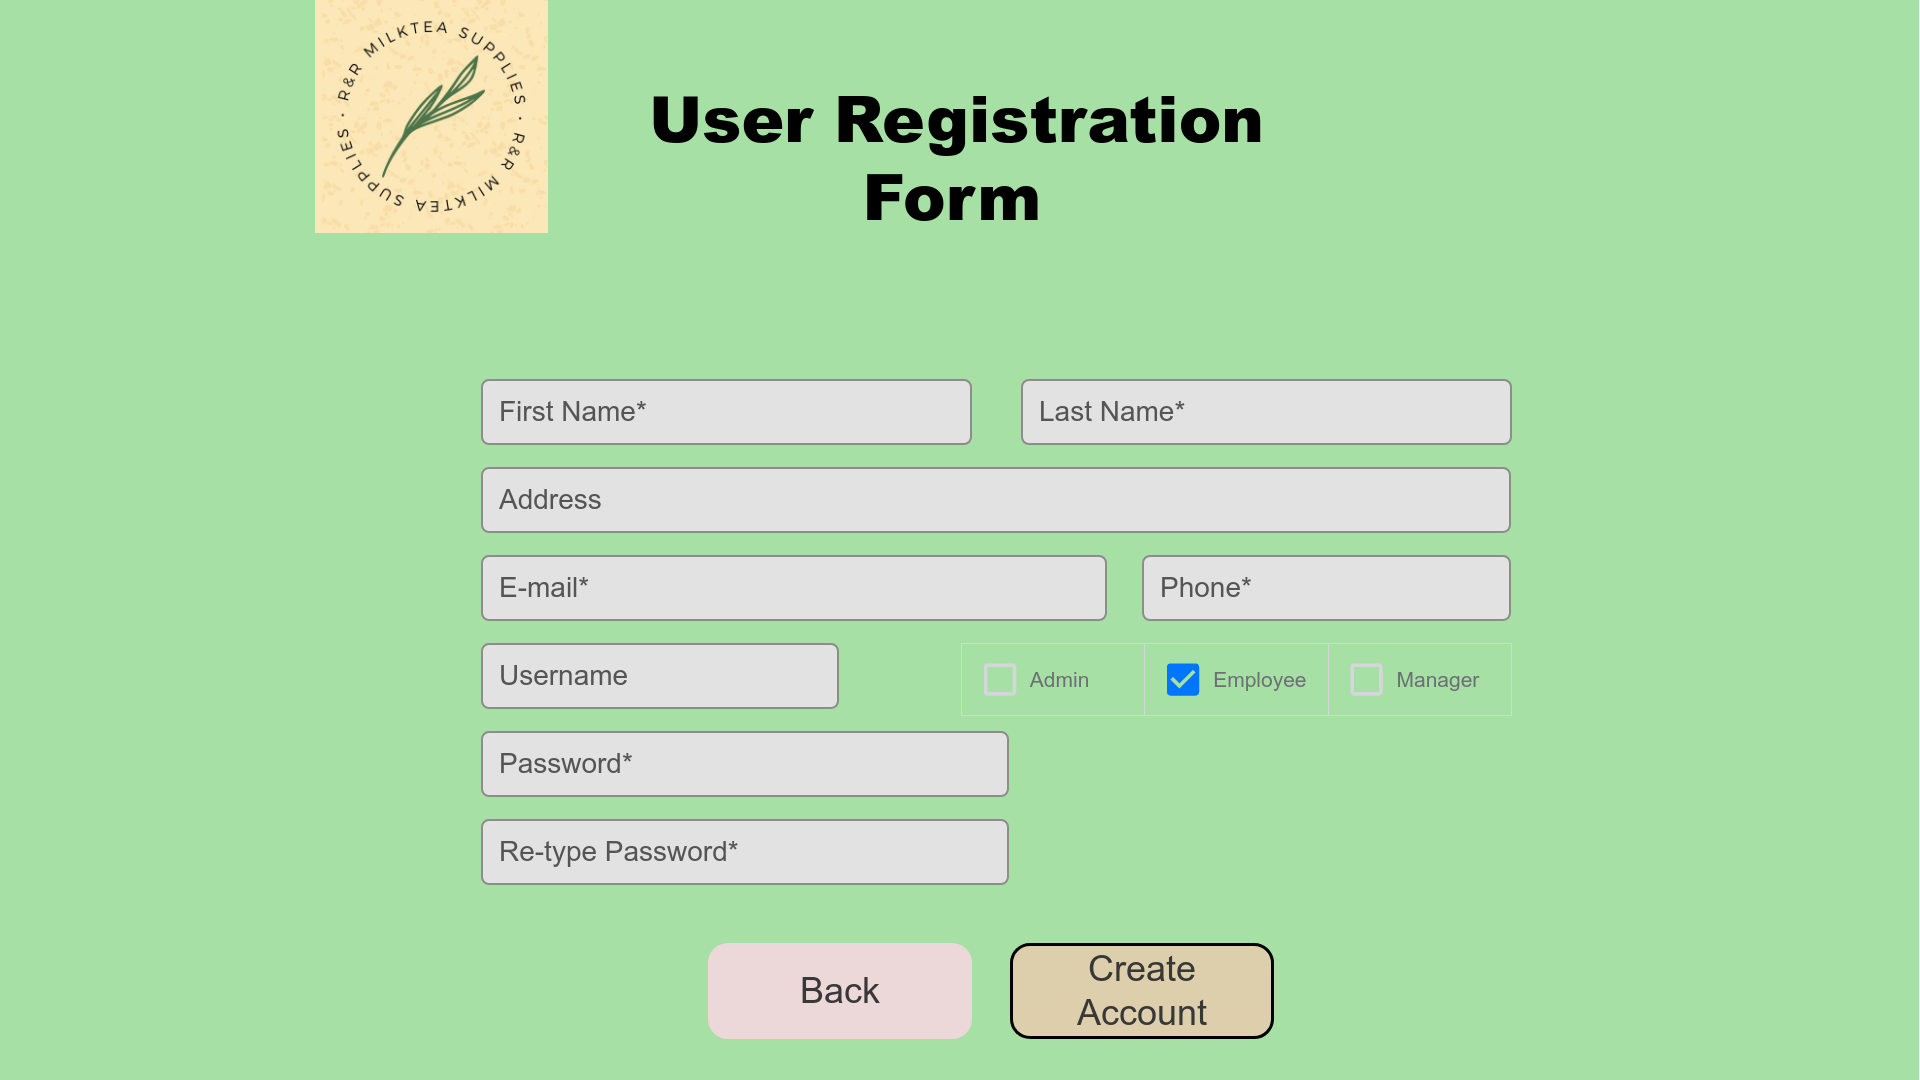 R&R MILKTEA SUPPLIES · R&R MILKTEA SUPPLIES ·
User Registration
Form
First Name*
Last Name*
Address
E-mail*
Phone*
Username
Admin
Employee
Manager
Password*
Re-type Password*
Back
Create
Account